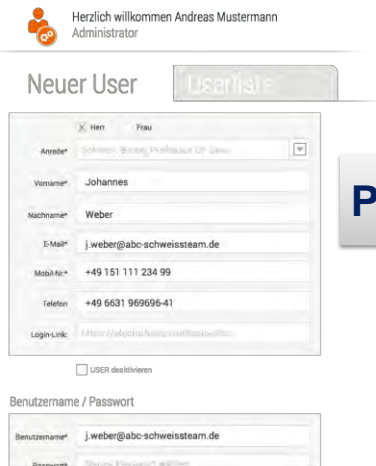 Herzlich willkommen Andreas Mustermann
Administrator
Neuer User Userliste
Herr Frau
Anrede*
Vorname* Johannes
Nachname* Weber
E-Mail* j.weber@abc-schweissteam.de
Mobil-Nr.* +49 151 111 234 99
Telefon +49 6631 969696-41
Login-Link:
USER deaktivieren
Benutzername / Passwort
Benutzername* j.weber@abc-schweissteam.de
Passwort*
P